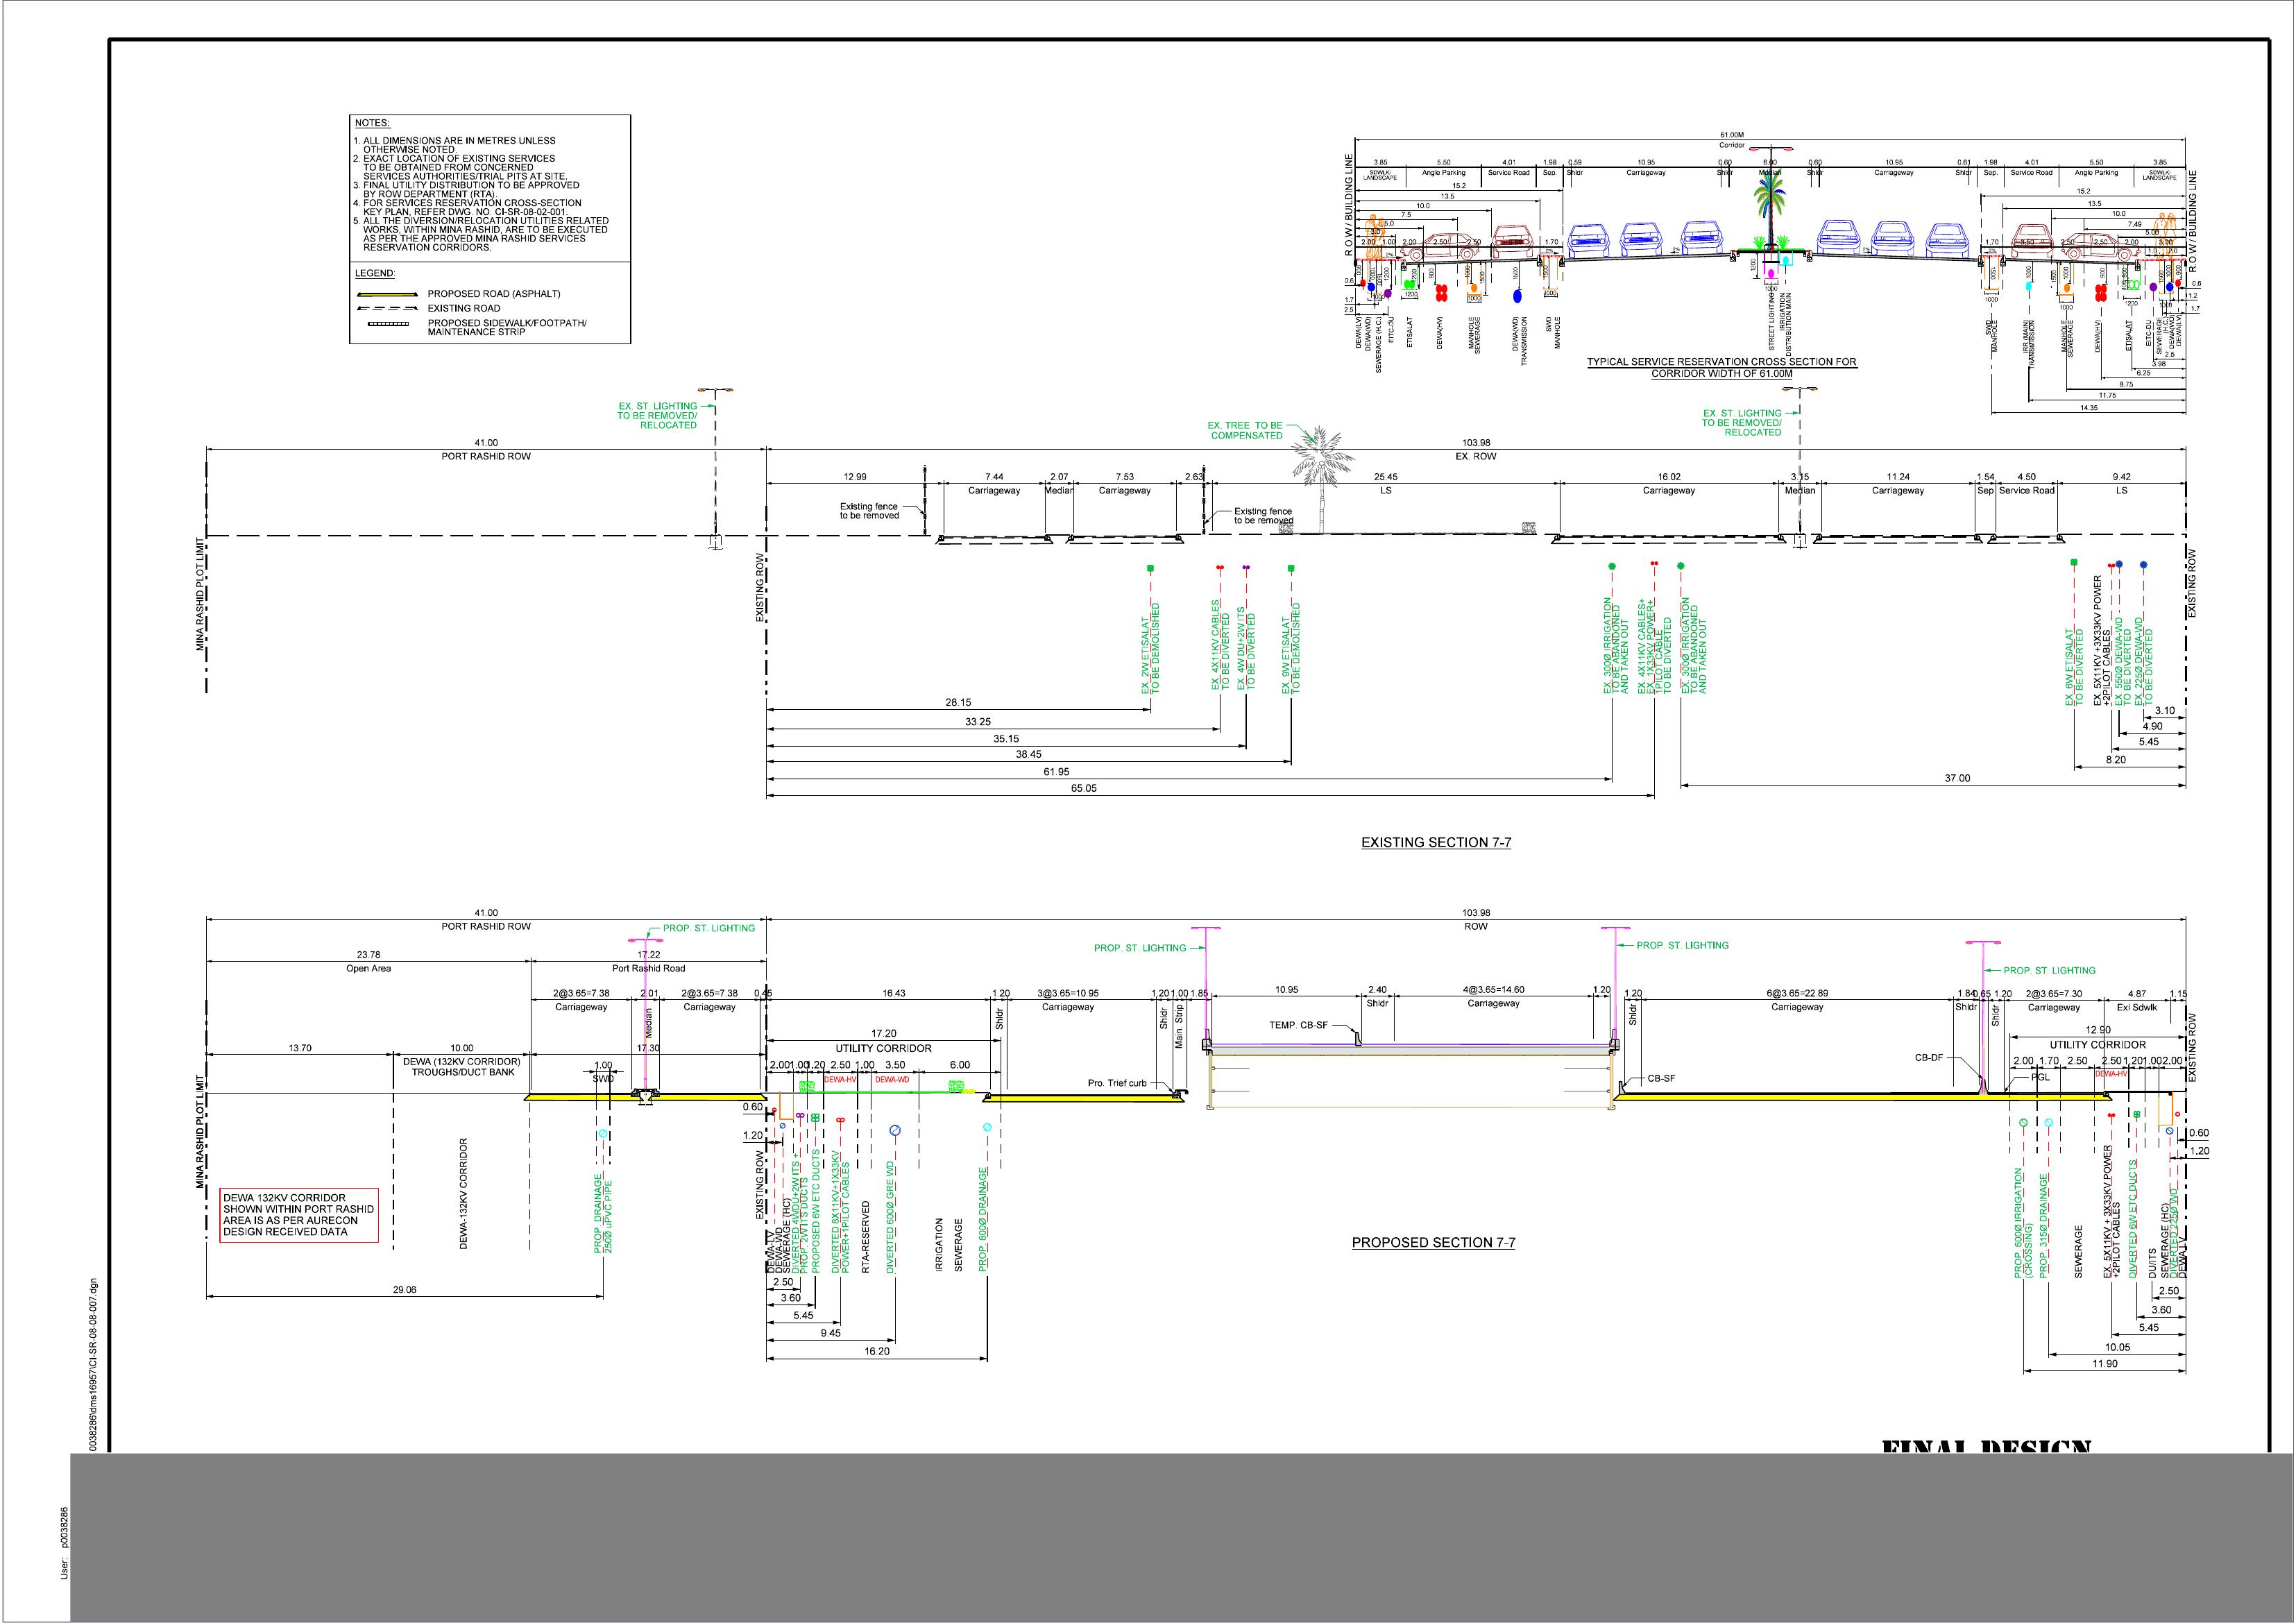 NOTES:
1. ALL DIMENSIONS ARE IN METRES UNLESS
OTHERWISE NOTED.
2. EXACT LOCATION OF EXISTING SERVICES
TO BE OBTAINED FROM CONCERNED
SERVICES AUTHORITIES/TRIAL PITS AT SITE.
3. FINAL UTILITY DISTRIBUTION TO BE APPROVED
BY ROW DEPARTMENT (RTA).
4. FOR SERVICES RESERVATION CROSS-SECTION
KEY PLAN, REFER DWG. NO. CI-SR-08-02-001.
5. ALL THE DIVERSION/RELOCATION UTILITIES RELATED
WORKS, WITHIN MINA RASHID, ARE TO BE EXECUTED
AS PER THE APPROVED MINA RASHID SERVICES
RESERVATION CORRIDORS.
LEGEND:
PROPOSED ROAD (ASPHALT)
EXISTING ROAD
PROPOSED SIDEWALK/FOOTPATH/
MAINTENANCE STRIP
61.00M
Corridor
3.85 5.50 4.01 1.98 0.59 10.95 0.60 6.00 0.60 10.95 0.61 1.98 4.01 5.50 3.85
SDWLK/
LANDSCAPE
Angle Parking Service Road Sep. Shldr Carriageway Shldr Median Shldr Carriageway Shldr Sep. Service Road Angle Parking
SDWLK/
LANDSCAPE
15.2
13.5
10.0
7.5
15.2
13.5
10.0
7.49
R.O.W/ BUILDING LINE
R.O.W/ BUILDING LINE
0.6
1.7
2.5
DEWA(LV)
DEWA(WD)
SEWERAGE (H.C.)
EITC-DU
ETISALAT
DEWA(HV)
MANHOLE
SEWERAGE
DEWA(WD)
TRANSMISSION
SWD
MANHOLE
STREET LIGHTING
IRRIGATION
DISTRIBUTION MAIN
SWD
MANHOLE
IRR (MAIN)
TRANSMISSION
MANHOLE
SEWERAGE
DEWA(HV)
ETISALAT
EITC-DU
SEWERAGE
(H.C.)
DEWA(WD)
DEWA(LV)
0.6
1.2
1.7
2.5
3.98
6.25
8.75
11.75
14.35
TYPICAL SERVICE RESERVATION CROSS SECTION FOR
CORRIDOR WIDTH OF 61.00M
EX. ST. LIGHTING
TO BE REMOVED/
RELOCATED
EX. TREE TO BE
COMPENSATED
EX. ST. LIGHTING
TO BE REMOVED/
RELOCATED
41.00
PORT RASHID ROW
103.98
EX. ROW
12.99 7.44 2.07 7.53 2.63 25.45 16.02 3.15 11.24 1.54 4.50 9.42
Carriageway Median Carriageway LS Carriageway Median Carriageway Sep Service Road LS
Existing fence
to be removed
Existing fence
to be removed
MINA RASHID PLOT LIMIT
EXISTING ROW
EXISTING ROW
EX. 2W ETISALAT
TO BE DEMOLISHED
EX. 4X11KV CABLES
TO BE DIVERTED
EX. 4W DU+2W ITS
TO BE DIVERTED
EX. 9W ETISALAT
TO BE DEMOLISHED
EX. 300Ø IRRIGATION
TO BE ABANDONED
AND TAKEN OUT
EX. 4X11KV CABLES+
EX. 1X33KV POWER+
1PILOT CABLE
TO BE DIVERTED
EX. 300Ø IRRIGATION
TO BE ABANDONED
AND TAKEN OUT
EX. 6W ETISALAT
TO BE DIVERTED
EX. 5X11KV +3X33KV POWER
+2PILOT CABLES
EX. 550Ø DEWA-WD
TO BE DIVERTED
EX. 225Ø DEWA-WD
TO BE DIVERTED
28.15
33.25
35.15
38.45
61.95
65.05
3.10
4.90
5.45
8.20
37.00
EXISTING SECTION 7-7
41.00
PORT RASHID ROW
103.98
ROW
PROP. ST. LIGHTING
PROP. ST. LIGHTING
PROP. ST. LIGHTING
PROP. ST. LIGHTING
23.78
Open Area
17.22
Port Rashid Road
2@3.65=7.38 2.01 2@3.65=7.38 0.45 16.43 1.20 3@3.65=10.95 1.20 1.00 1.85 10.95 2.40 4@3.65=14.60 1.20 1.20 6@3.65=22.89 1.84 0.65 1.20 2@3.65=7.30 4.87 1.15
Carriageway Median Carriageway Shldr Carriageway Shldr Main. Strip Shldr Carriageway Shldr Carriageway Shldr Shldr Carriageway Exi Sdwlk
TEMP. CB-SF
17.20
UTILITY CORRIDOR
12.90
UTILITY CORRIDOR
13.70 10.00 17.30
DEWA (132KV CORRIDOR)
TROUGHS/DUCT BANK
1.00
SWD
2.00 1.00 1.20 2.50 1.00 3.50 6.00
DEWA-HV DEWA-WD
Pro. Trief curb
CB-SF
CB-DF
PGL
2.00 1.70 2.50 2.50 1.20 1.00 2.00
DEWA-HV
0.60
1.20
0.60
1.20
MINA RASHID PLOT LIMIT
EXISTING ROW
EXISTING ROW
DEWA 132KV CORRIDOR
SHOWN WITHIN PORT RASHID
AREA IS AS PER AURECON
DESIGN RECEIVED DATA
DEWA-132KV CORRIDOR
PROP. DRAINAGE
250Ø uPVC PIPE
DEWA-LV
DEWA-WD
SEWERAGE (HC)
DIVERTED 4WDU+2W ITS +
PROP. 2W ITS DUCTS
PROPOSED 6W ETC DUCTS
DIVERTED 8X11KV+1X33KV
POWER+1PILOT CABLES
RTA-RESERVED
DIVERTED 600Ø GRE WD
IRRIGATION
SEWERAGE
PROP. 800Ø DRAINAGE
PROP. 600Ø IRRIGATION
(CROSSING)
PROP. 315Ø DRAINAGE
SEWERAGE
EX. 5X11KV + 3X33KV POWER
+2PILOT CABLES
DIVERTED 6W ETC DUCTS
DU/ITS
SEWERAGE (HC)
DIVERTED 225Ø WD
DEWA-LV
29.06
2.50
3.60
5.45
9.45
16.20
2.50
3.60
5.45
10.05
11.90
PROPOSED SECTION 7-7
FINAL DESIGN
0038286\dms16957\CI-SR-08-08-007.dgn
User: p0038286